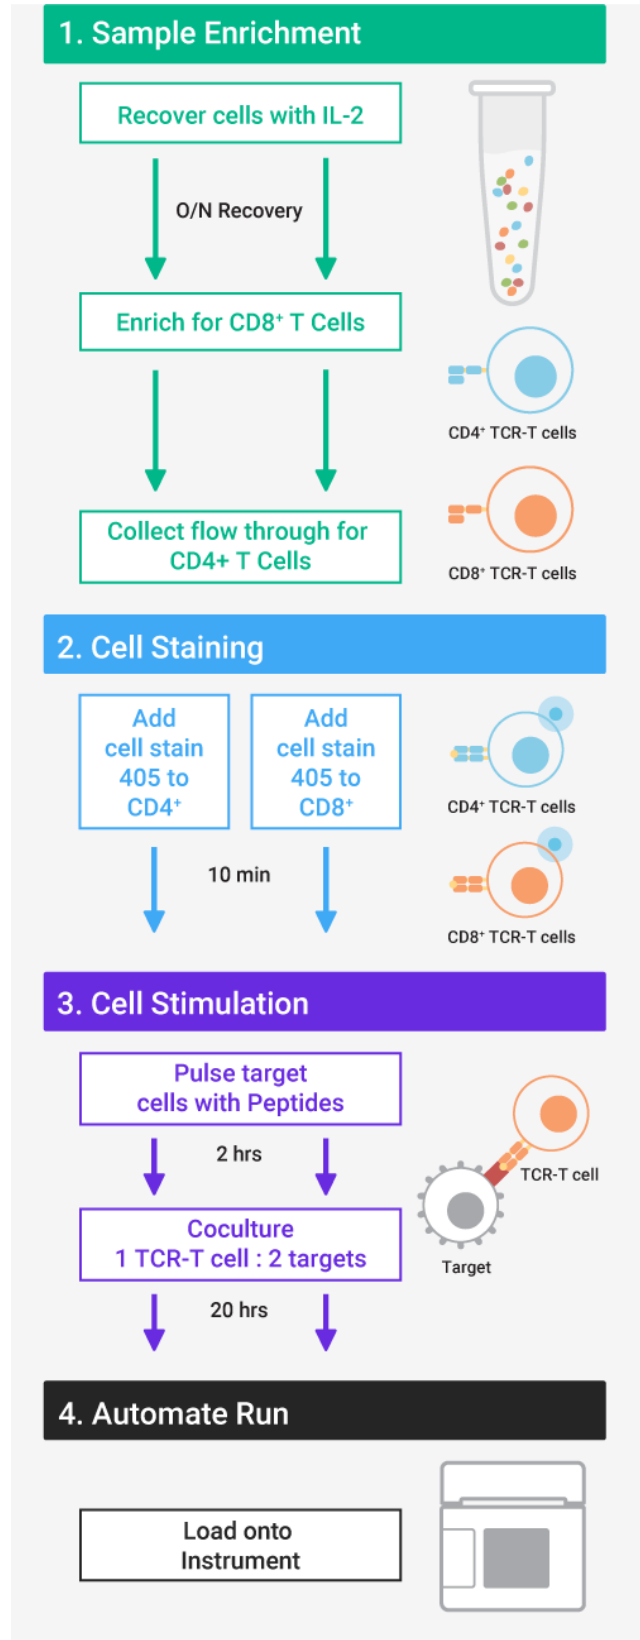 1. Sample Enrichment
Recover cells with IL-2
O/N Recovery
Enrich for CD8⁺ T Cells
CD4⁺ TCR-T cells
Collect flow through for
CD4+ T Cells
CD8⁺ TCR-T cells
2. Cell Staining
Add
cell stain
405 to
CD4⁺
Add
cell stain
405 to
CD8⁺
CD4⁺ TCR-T cells
10 min
CD8⁺ TCR-T cells
3. Cell Stimulation
Pulse target
cells with Peptides
2 hrs
TCR-T cell
Coculture
1 TCR-T cell : 2 targets
Target
20 hrs
4. Automate Run
Load onto
Instrument